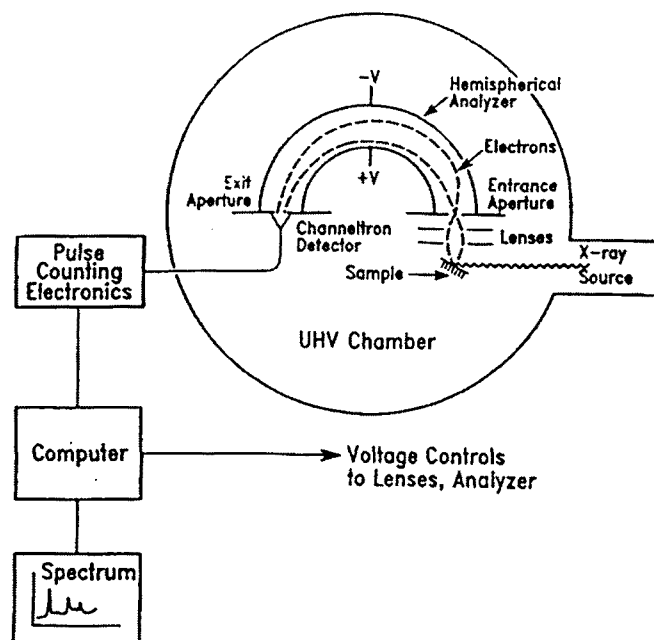 −V
Hemispherical
Analyzer
Electrons
+V
Exit
Aperture
Entrance
Aperture
Channeltron
Detector
Lenses
X-ray
Source
Sample
Pulse
Counting
Electronics
UHV Chamber
Computer
Voltage Controls
to Lenses, Analyzer
Spectrum